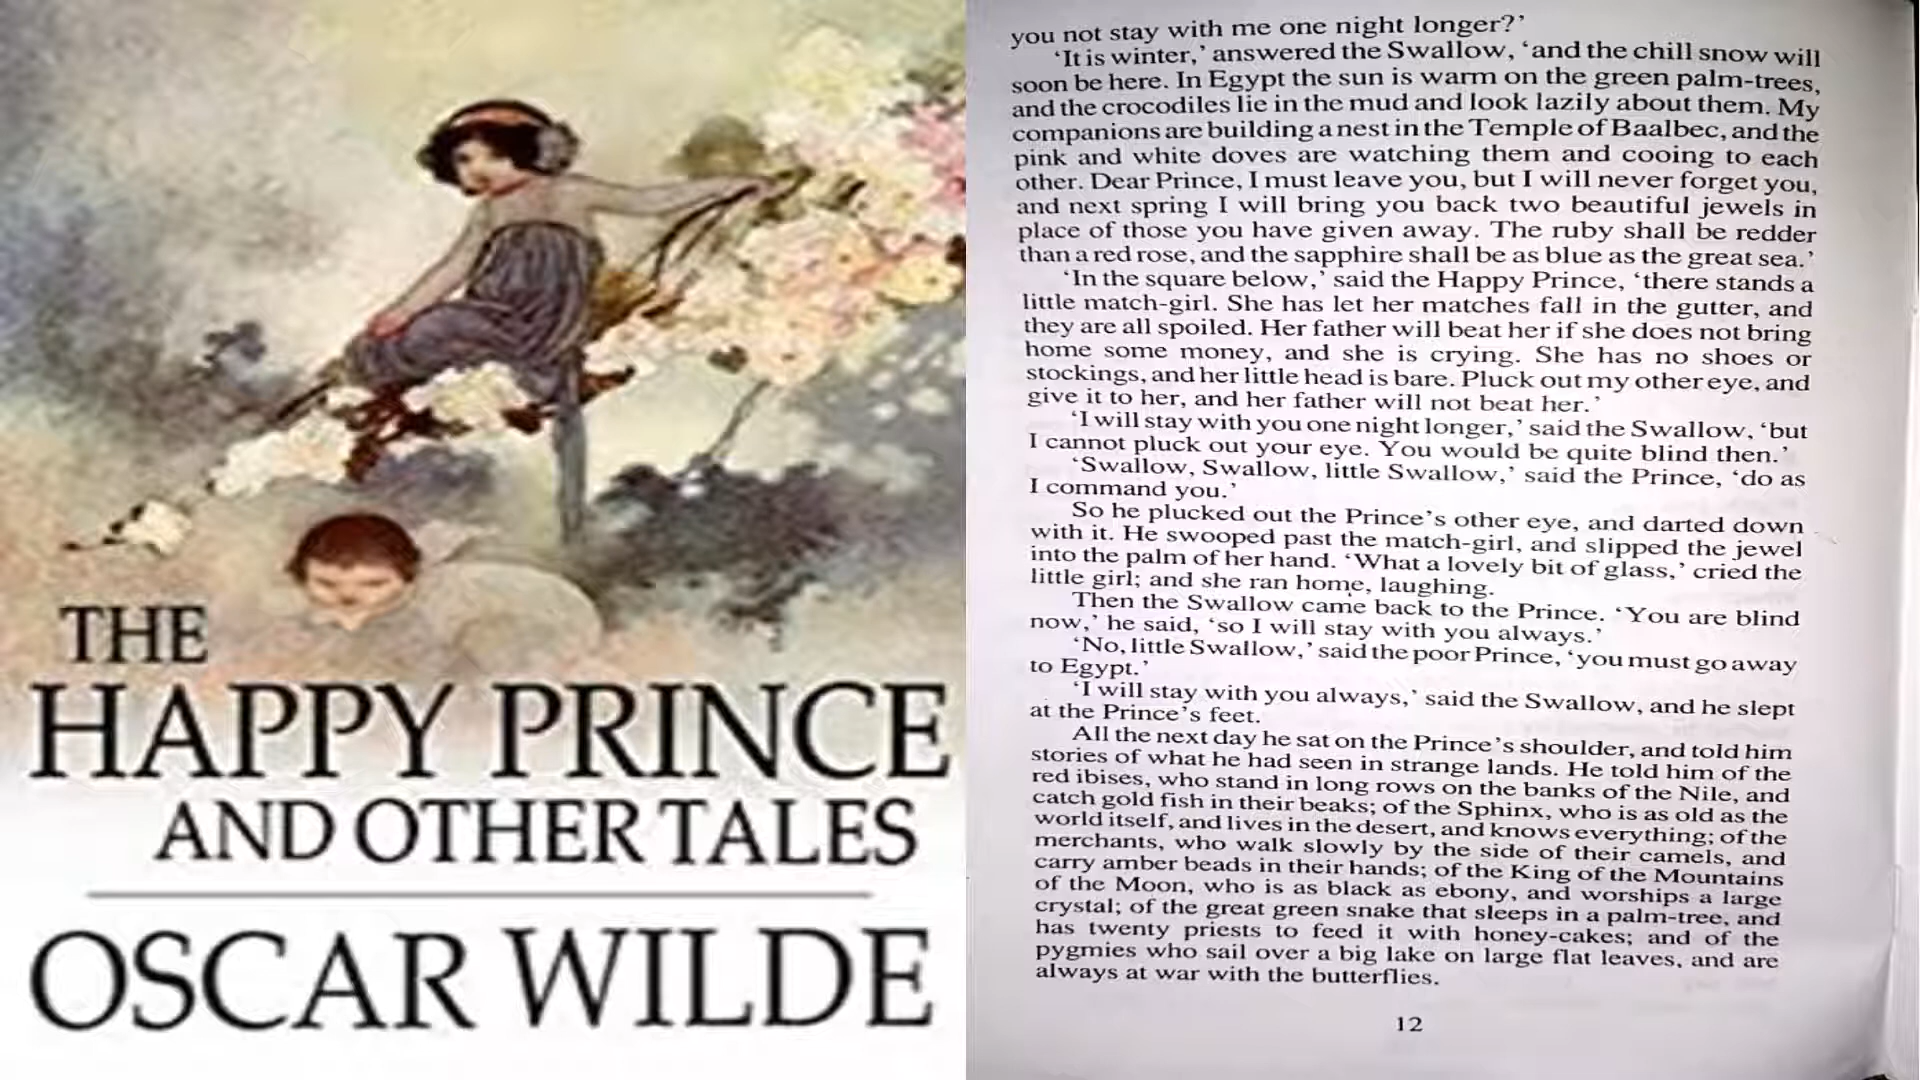 THE
HAPPY PRINCE
AND OTHER TALES
OSCAR WILDE
you not stay with me one night longer?’
‘It is winter,’ answered the Swallow, ‘and the chill snow will
soon be here. In Egypt the sun is warm on the green palm-trees,
and the crocodiles lie in the mud and look lazily about them. My
companions are building a nest in the Temple of Baalbec, and the
pink and white doves are watching them and cooing to each
other. Dear Prince, I must leave you, but I will never forget you,
and next spring I will bring you back two beautiful jewels in
place of those you have given away. The ruby shall be redder
than a red rose, and the sapphire shall be as blue as the great sea.’
‘In the square below,’ said the Happy Prince, ‘there stands a
little match-girl. She has let her matches fall in the gutter, and
they are all spoiled. Her father will beat her if she does not bring
home some money, and she is crying. She has no shoes or
stockings, and her little head is bare. Pluck out my other eye, and
give it to her, and her father will not beat her.’
‘I will stay with you one night longer,’ said the Swallow, ‘but
I cannot pluck out your eye. You would be quite blind then.’
‘Swallow, Swallow, little Swallow,’ said the Prince, ‘do as
I command you.’
So he plucked out the Prince’s other eye, and darted down
with it. He swooped past the match-girl, and slipped the jewel
into the palm of her hand. ‘What a lovely bit of glass,’ cried the
little girl; and she ran home, laughing.
Then the Swallow came back to the Prince. ‘You are blind
now,’ he said, ‘so I will stay with you always.’
‘No, little Swallow,’ said the poor Prince, ‘you must go away
to Egypt.’
‘I will stay with you always,’ said the Swallow, and he slept
at the Prince’s feet.
All the next day he sat on the Prince’s shoulder, and told him
stories of what he had seen in strange lands. He told him of the
red ibises, who stand in long rows on the banks of the Nile, and
catch gold fish in their beaks; of the Sphinx, who is as old as the
world itself, and lives in the desert, and knows everything; of the
merchants, who walk slowly by the side of their camels, and
carry amber beads in their hands; of the King of the Mountains
of the Moon, who is as black as ebony, and worships a large
crystal; of the great green snake that sleeps in a palm-tree, and
has twenty priests to feed it with honey-cakes; and of the
pygmies who sail over a big lake on large flat leaves, and are
always at war with the butterflies.
12